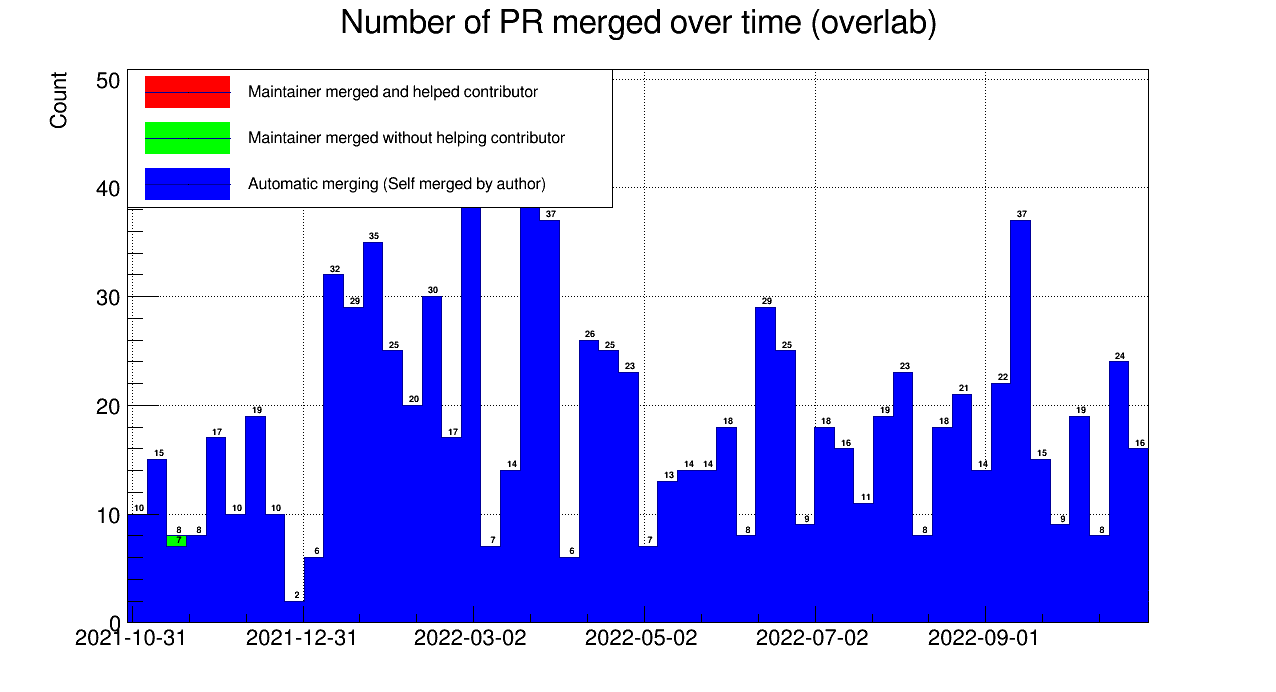 Number of PR merged over time (overlab)
Count
50
40
30
20
10
0
Maintainer merged and helped contributor
Maintainer merged without helping contributor
Automatic merging (Self merged by author)
10 15 8 7 8 17 10 19 10 2 6 32 29 35 25 20 30 17 7 14 37 6 26 25 23 7 13 14 14 18 8 29 25 9 18 16 11 19 23 8 18 21 14 22 37 15 9 19 8 24 16
2021-10-31 2021-12-31 2022-03-02 2022-05-02 2022-07-02 2022-09-01